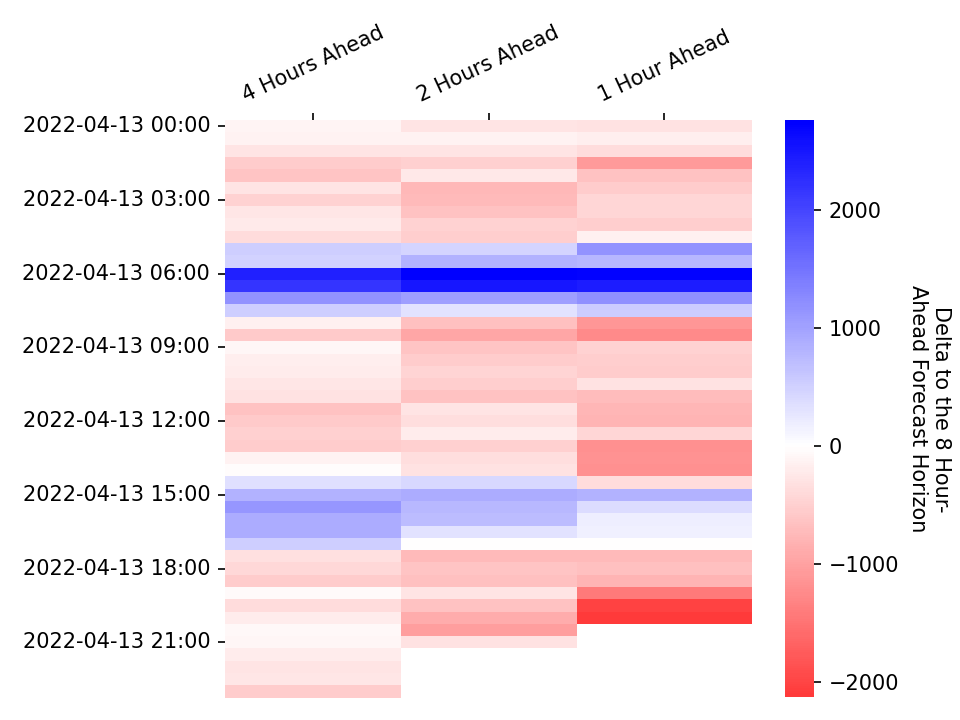 4 Hours Ahead
2 Hours Ahead
1 Hour Ahead
2022-04-13 00:00
2022-04-13 03:00
2022-04-13 06:00
2022-04-13 09:00
2022-04-13 12:00
2022-04-13 15:00
2022-04-13 18:00
2022-04-13 21:00
2000
1000
0
−1000
−2000
Delta to the 8 Hour-
Ahead Forecast Horizon